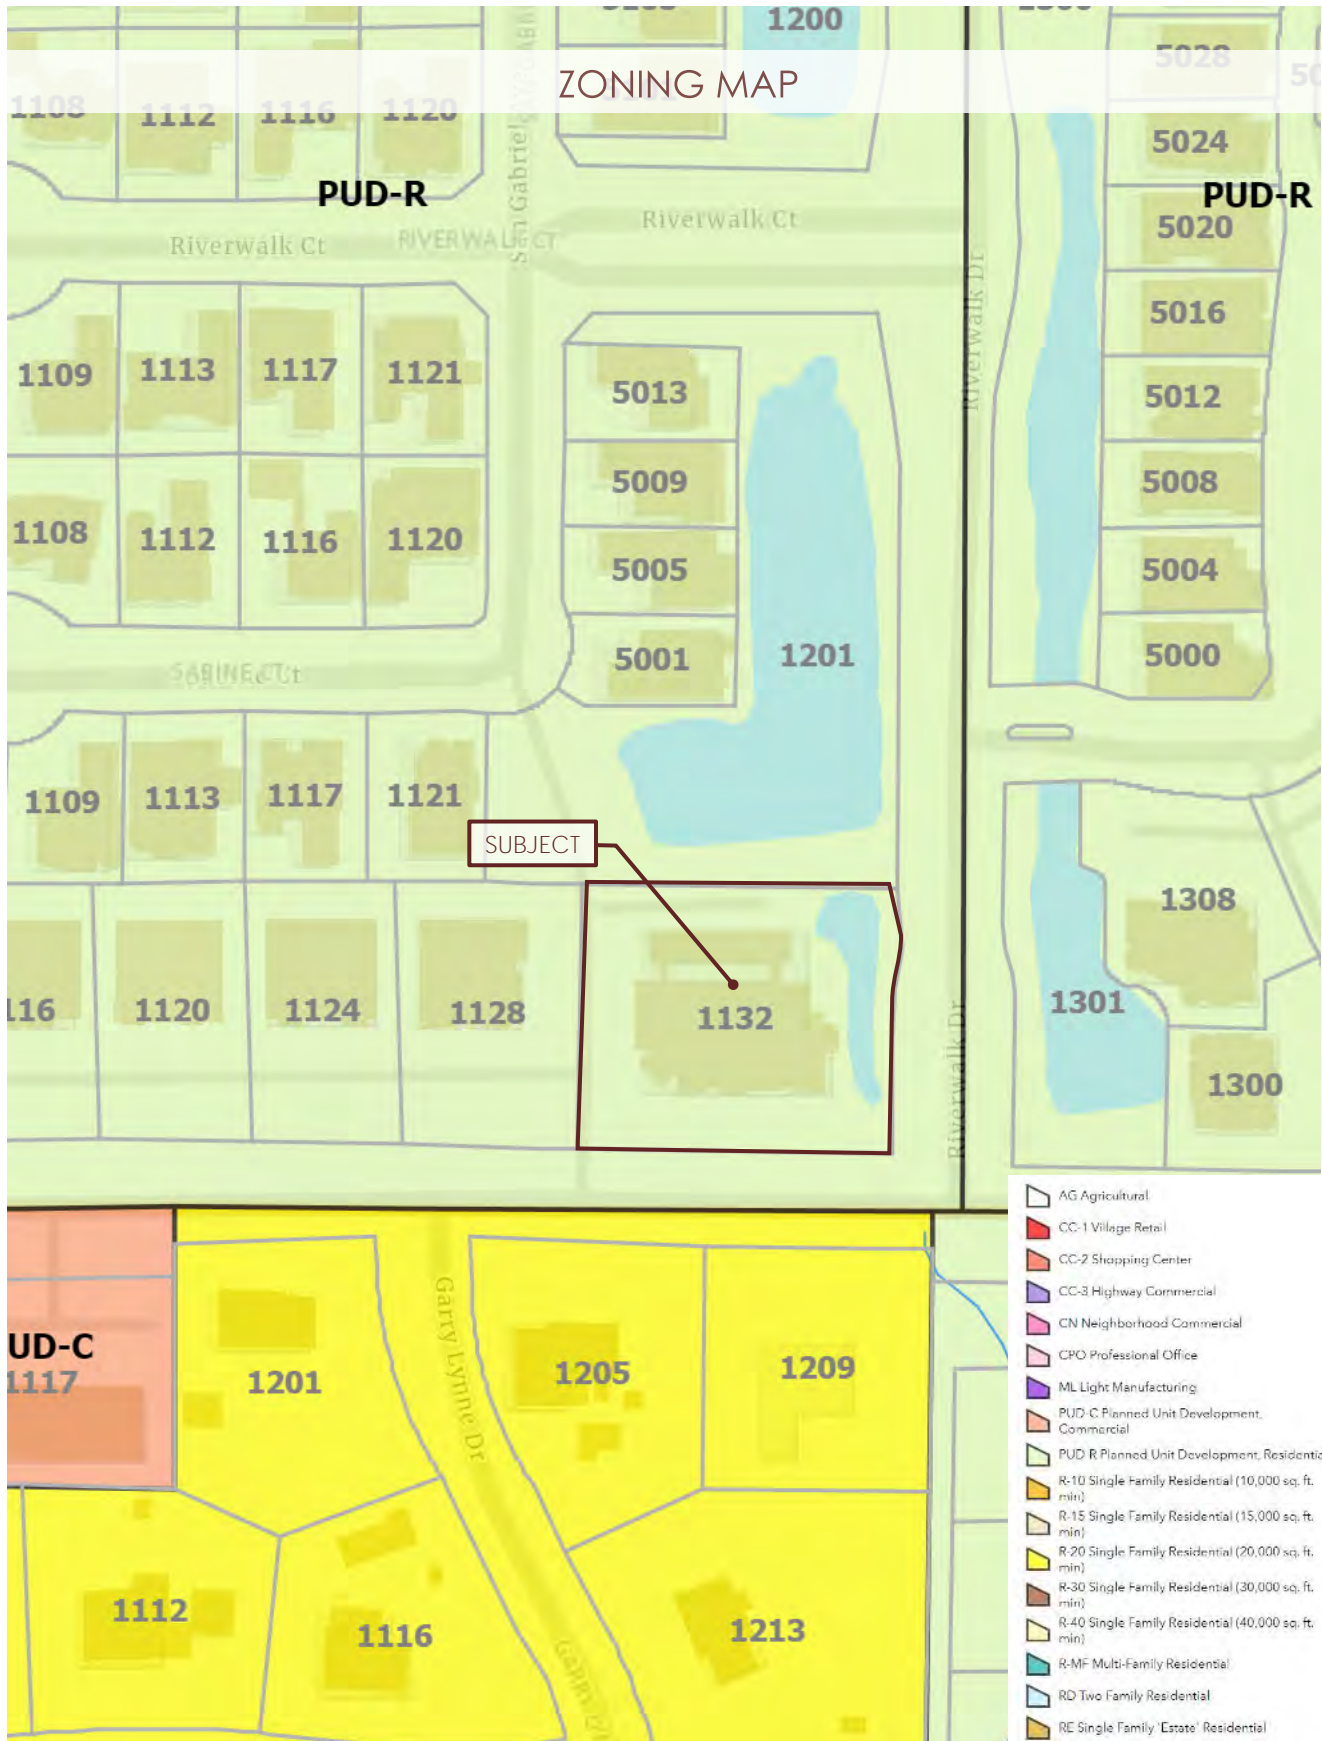 1200
ZONING MAP
5028
1108
1112
1116
1120
5024
PUD-R
PUD-R
San Gabriel
5020
Riverwalk Ct
RIVERWALK CT
Riverwalk Ct
Riverwalk Dr
5016
1109
1113
1117
1121
5013
5012
5009
5008
1108
1112
1116
1120
5005
5004
5001
1201
5000
SABINE CT
1109
1113
1117
1121
SUBJECT
1308
116
1120
1124
1128
1132
1301
Riverwalk Dr
1300
UD-C
1117
1201
Garry Lynne Dr
1205
1209
1112
1116
1213
AG Agricultural
CC-1 Village Retail
CC-2 Shopping Center
CC-3 Highway Commercial
CN Neighborhood Commercial
CPO Professional Office
ML Light Manufacturing
PUD-C Planned Unit Development,
Commercial
PUD R Planned Unit Development, Residentia
R-10 Single Family Residential (10,000 sq. ft.
min)
R-15 Single Family Residential (15,000 sq. ft.
min)
R-20 Single Family Residential (20,000 sq. ft.
min)
R-30 Single Family Residential (30,000 sq. ft.
min)
R-40 Single Family Residential (40,000 sq. ft.
min)
R-MF Multi-Family Residential
RD Two Family Residential
RE Single Family 'Estate' Residential